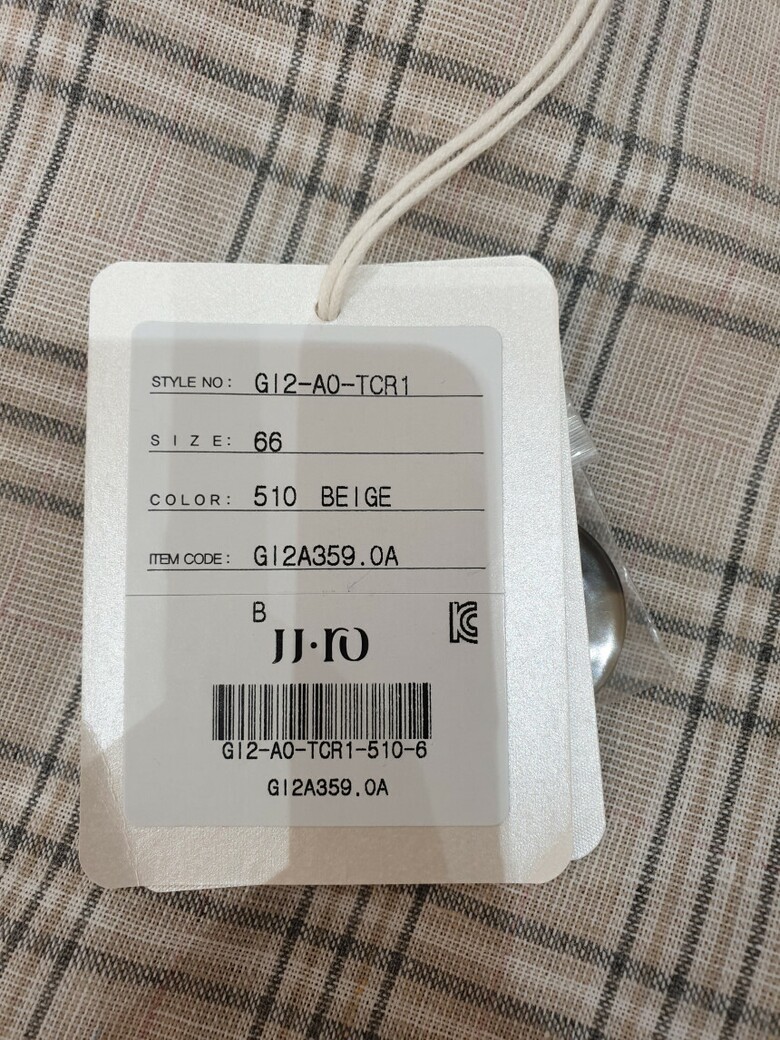 STYLE NO: GI2-AO-TCR1
SIZE: 66
COLOR: 510 BEIGE
ITEM CODE: GI2A359.0A
B
JJ·ro
GI2-AO-TCR1-510-6
GI2A359.0A